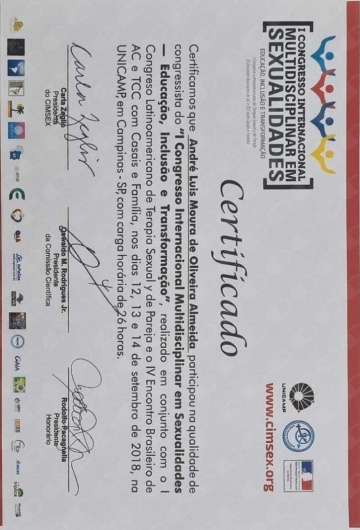 I CONGRESSO INTERNACIONAL
MULTIDISCIPLINAR EM
SEXUALIDADES
EDUCAÇÃO, INCLUSÃO E TRANSFORMAÇÃO
UNICAMP
www.cimsex.org
Certificado
Certificamos que André Luis Moura de Oliveira Almeida participou na qualidade de
congressista do "I Congresso Internacional Multidisciplinar em Sexualidades
— Educação, Inclusão e Transformação", realizado em conjunto com o I
Congreso Latinoamericano de Terapia Sexual y de Pareja e o IV Encontro Brasileiro de
AC e TCC com Casais e Família, nos dias 12, 13 e 14 de setembro de 2018, na
UNICAMP, em Campinas - SP, com carga horária de 26 horas.
Carla Zeglio
Presidente
do CIMSEX
Oswaldo M. Rodrigues Jr.
Presidente
da Comissão Científica
Rodolfo Pacagnella
Presidente
Honorário